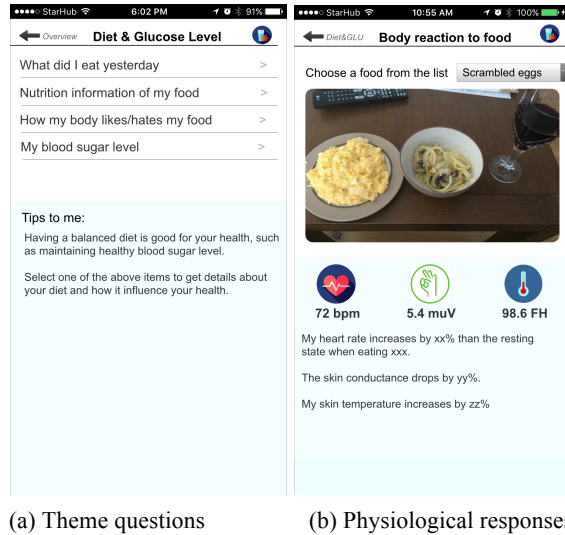 ●●●●○ StarHub 6:02 PM 91%
Overview Diet & Glucose Level
What did I eat yesterday >
Nutrition information of my food >
How my body likes/hates my food >
My blood sugar level >
Tips to me:
Having a balanced diet is good for your health, such
as maintaining healthy blood sugar level.
Select one of the above items to get details about
your diet and how it influence your health.
(a) Theme questions
●●●●○ StarHub 10:55 AM 100%
Diet&GLU Body reaction to food
Choose a food from the list Scrambled eggs
72 bpm 5.4 muV 98.6 FH
My heart rate increases by xx% than the resting
state when eating xxx.
The skin conductance drops by yy%.
My skin temperature increases by zz%
(b) Physiological responses